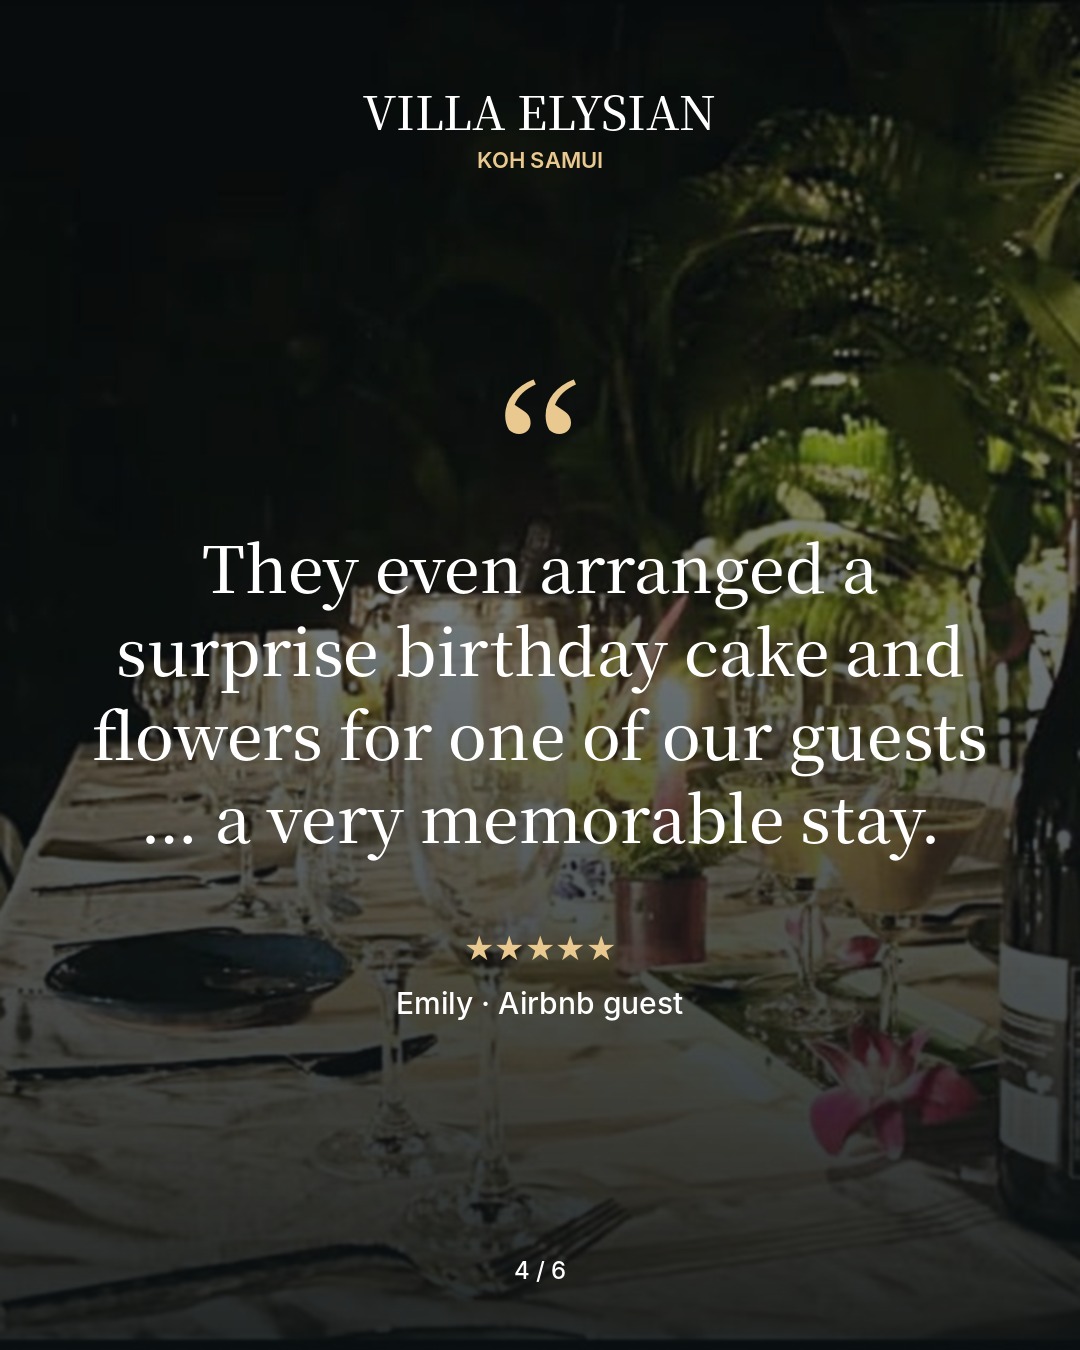 VILLA ELYSIAN
KOH SAMUI
“
They even arranged a
surprise birthday cake and
flowers for one of our guests
... a very memorable stay.
★★★★★
Emily · Airbnb guest
4 / 6